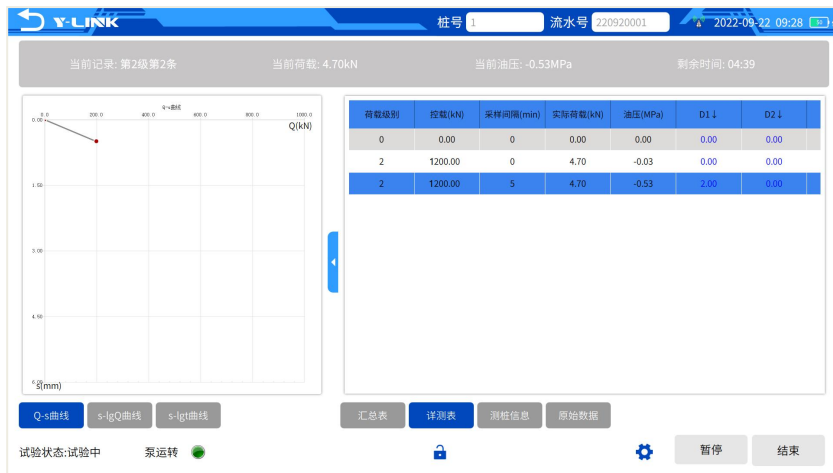 Y-LINK 桩号 1 流水号 220920001 2022-09-22 09:28
当前记录: 第2级第2条 当前荷载: 4.70kN 当前油压: -0.53MPa 剩余时间: 04:39
Q-s曲线
0.0 200.0 400.0 600.0 800.0 1000.0
Q(kN)
0.00
1.50
3.00
4.50
6.00
s(mm)
荷载级别 控载(kN) 采样间隔(min) 实际荷载(kN) 油压(MPa) D1↓ D2↓
0 0.00 0 0.00 0.00 0.00 0.00
2 1200.00 0 4.70 -0.03 0.00 0.00
2 1200.00 5 4.70 -0.53 2.00 0.00
Q-s曲线 s-lgQ曲线 s-lgt曲线 汇总表 详测表 测桩信息 原始数据
试验状态:试验中 泵运转 暂停 结束